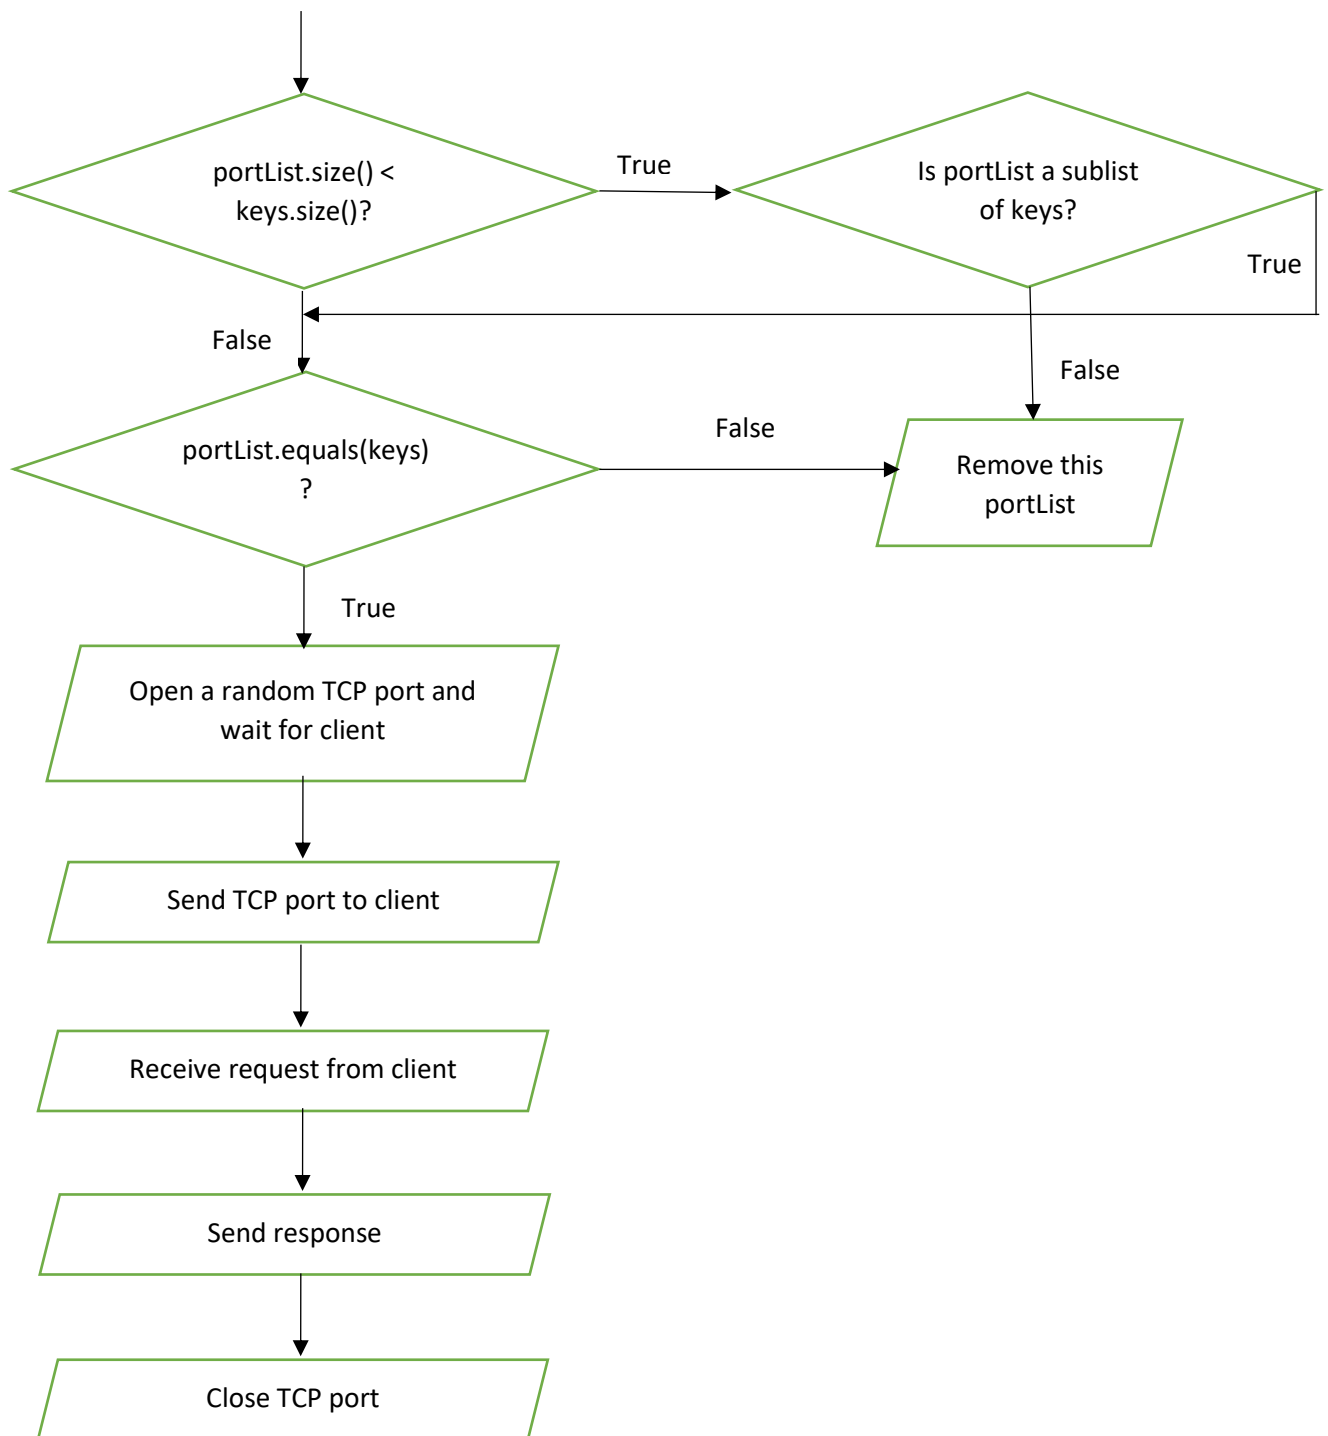 portList.size() <
keys.size()?
True
Is portList a sublist
of keys?
True
False
False
portList.equals(keys)
?
False
Remove this
portList
True
Open a random TCP port and
wait for client
Send TCP port to client
Receive request from client
Send response
Close TCP port